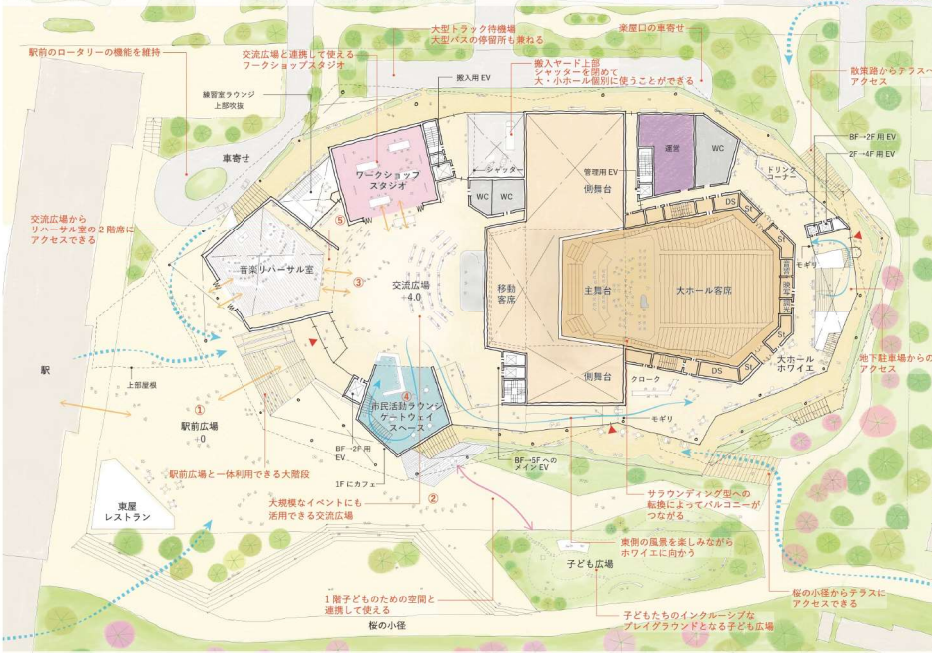 大型トラック待機場
大型バスの停留所も兼ねる
楽屋口の車寄せ
駅前のロータリーの機能を維持
交流広場と連携して使える
ワークショップスタジオ
搬入ヤード上部
シャッターを閉めて
大・小ホール個別に使うことができる
散策路からテラスへ
アクセス
搬入用 EV
練習室ラウンジ
上部吹抜
BF→2F 用 EV
2F→4F 用 EV
車寄せ
ワークショップ
スタジオ
シャッター
WC
WC
管理用 EV
側舞台
運営
WC
ドリンク
コーナー
交流広場から
リハーサル室の2階席に
アクセスできる
⑤
DS
St
St
モギリ
音楽リハーサル室
③
交流広場
+4.0
移動
客席
主舞台
大ホール客席
St
大ホール
ホワイエ
地下駐車場からの
アクセス
駅
上部屋根
側舞台
DS
St
クローク
モギリ
①
駅前広場
+0
④
市民活動ラウンジ
ゲートウェイ
スペース
BF→2F 用
EV
1F にカフェ
BF→5F への
メイン EV
駅前広場と一体利用できる大階段
②
大規模なイベントにも
活用できる交流広場
サラウンディング型への
転換によってバルコニーが
つながる
東屋
レストラン
東側の風景を楽しみながら
ホワイエに向かう
子ども広場
1階子どものための空間と
連携して使える
桜の小径からテラスに
アクセスできる
子どもたちのインクルーシブな
プレイグラウンドとなる子ども広場
桜の小径